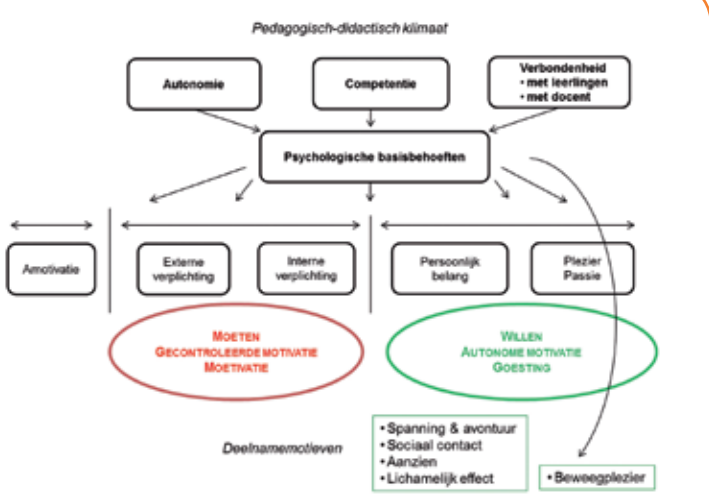 Pedagogisch-didactisch klimaat
Autonomie
Competentie
Verbondenheid
• met leerlingen
• met docent
Psychologische basisbehoeften
Amotivatie
Externe
verplichting
Interne
verplichting
Persoonlijk
belang
Plezier
Passie
MOETEN
GECONTROLEERDE MOTIVATIE
MOETIVATIE
WILLEN
AUTONOME MOTIVATIE
GOESTING
Deelnamemotieven
• Spanning & avontuur
• Sociaal contact
• Aanzien
• Lichamelijk effect
• Beweegplezier